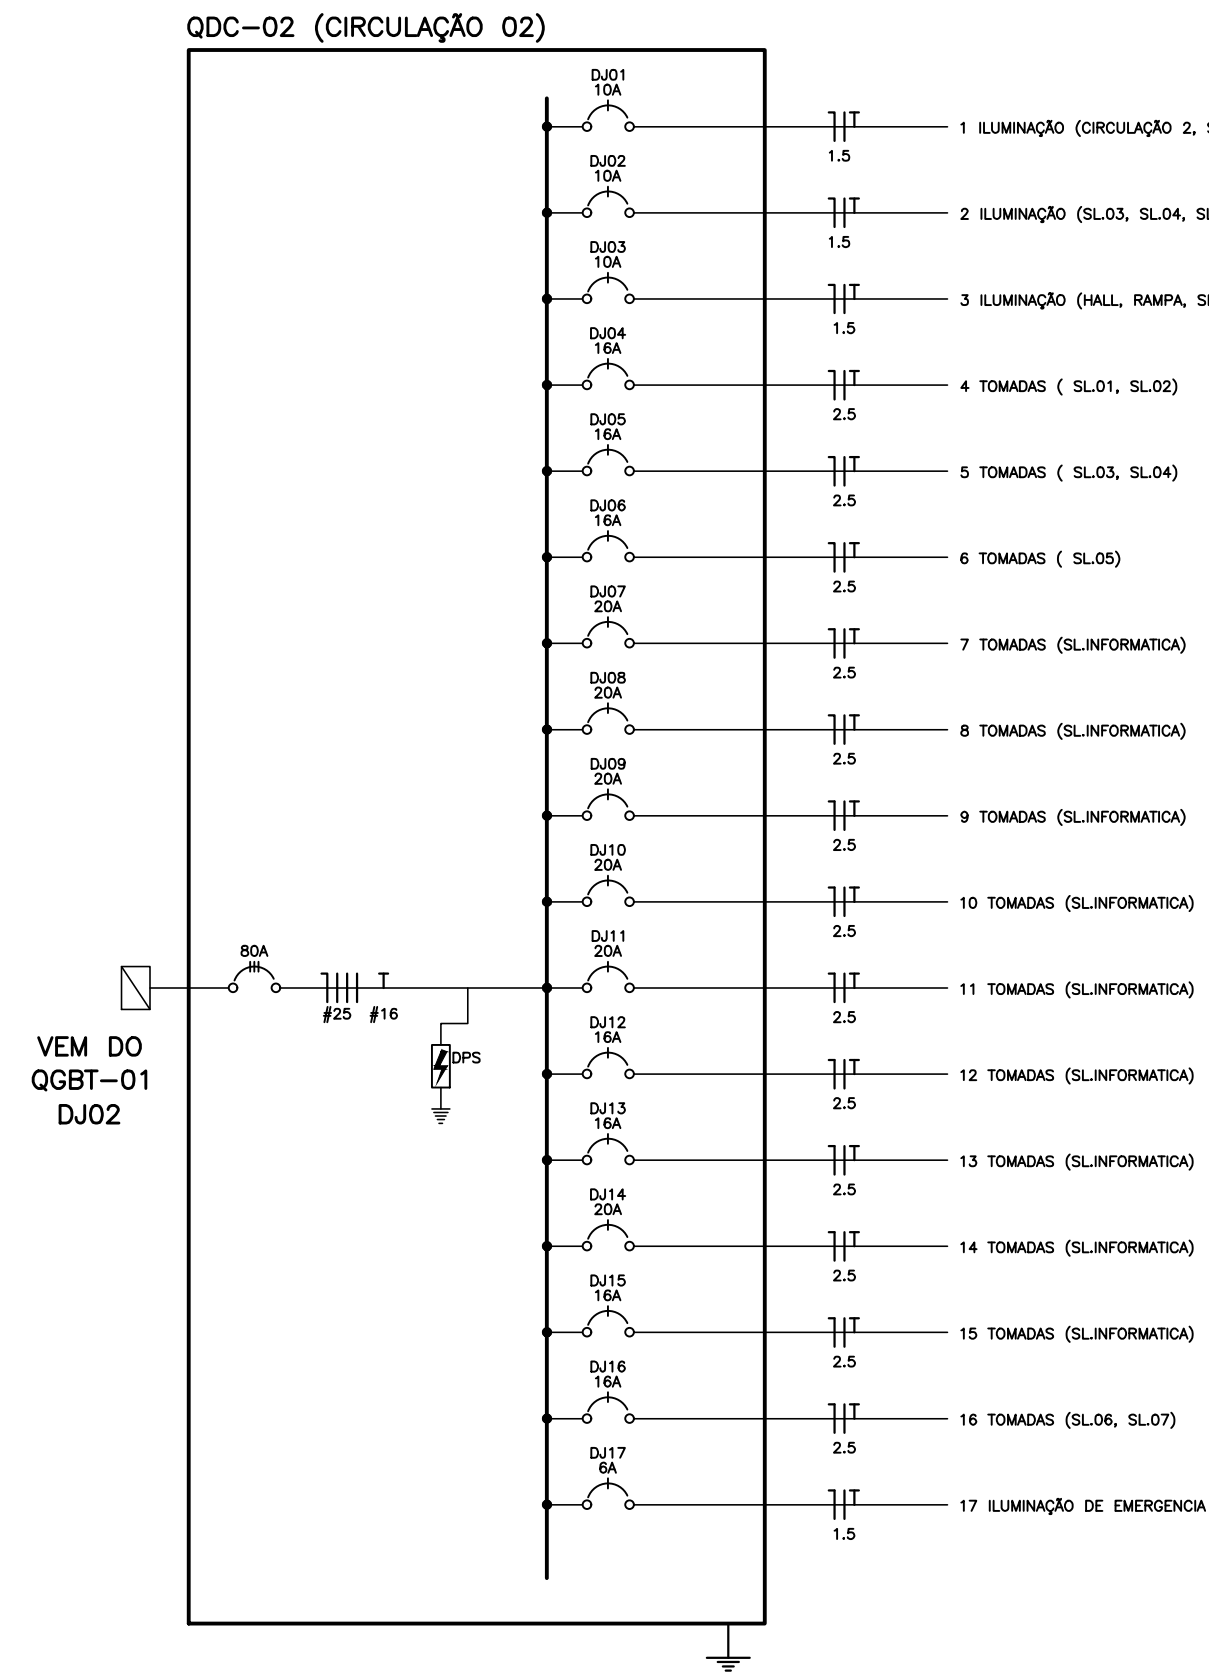 QDC-02 (CIRCULAÇÃO 02)
DJ01
10A
1.5
1 ILUMINAÇÃO (CIRCULAÇÃO 2,
DJ02
10A
1.5
2 ILUMINAÇÃO (SL.03, SL.04,
DJ03
10A
1.5
3 ILUMINAÇÃO (HALL, RAMPA,
DJ04
16A
2.5
4 TOMADAS ( SL.01, SL.02)
DJ05
16A
2.5
5 TOMADAS ( SL.03, SL.04)
DJ06
16A
2.5
6 TOMADAS ( SL.05)
DJ07
20A
2.5
7 TOMADAS (SL.INFORMATICA)
DJ08
20A
2.5
8 TOMADAS (SL.INFORMATICA)
DJ09
20A
2.5
9 TOMADAS (SL.INFORMATICA)
DJ10
20A
2.5
10 TOMADAS (SL.INFORMATICA)
80A
#25 #16
VEM DO
QGBT-01
DJ02
DPS
DJ11
20A
2.5
11 TOMADAS (SL.INFORMATICA)
DJ12
16A
2.5
12 TOMADAS (SL.INFORMATICA)
DJ13
16A
2.5
13 TOMADAS (SL.INFORMATICA)
DJ14
20A
2.5
14 TOMADAS (SL.INFORMATICA)
DJ15
16A
2.5
15 TOMADAS (SL.INFORMATICA)
DJ16
16A
2.5
16 TOMADAS (SL.06, SL.07)
DJ17
6A
1.5
17 ILUMINAÇÃO DE EMERGENCIA